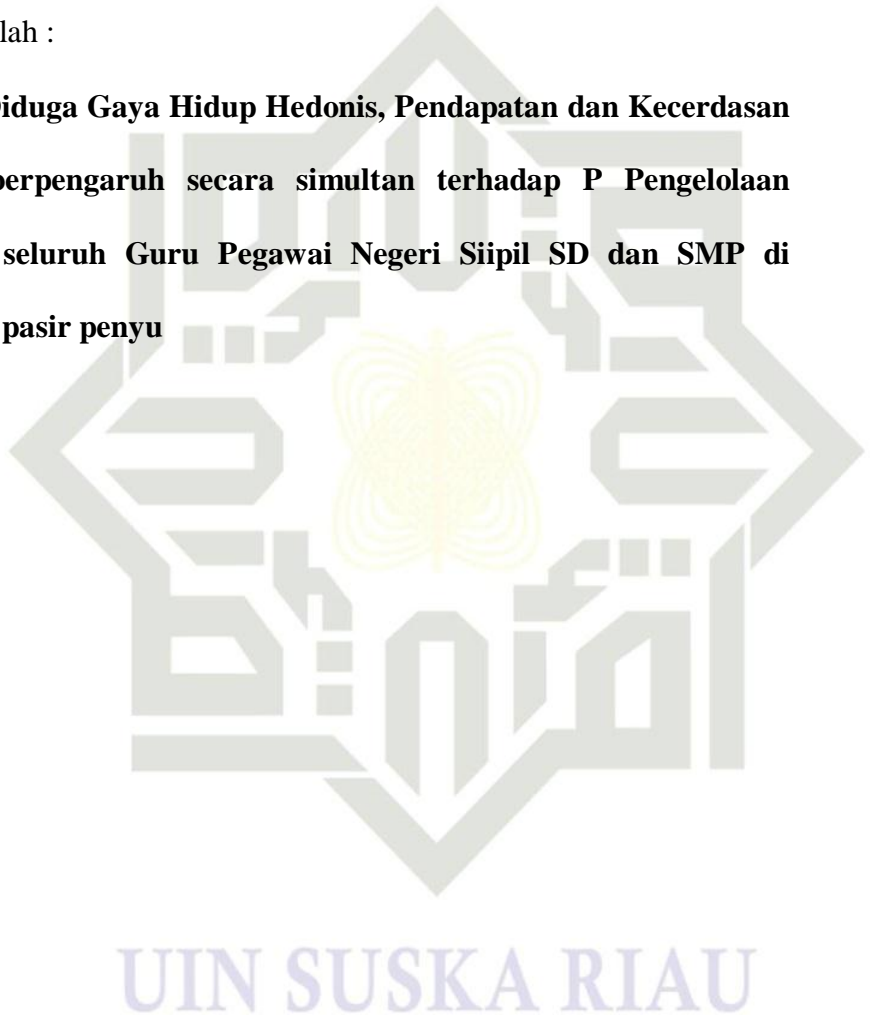 lah :
Diduga Gaya Hidup Hedonis, Pendapatan dan Kecerdasan
berpengaruh secara simultan terhadap P Pengelolaan
seluruh Guru Pegawai Negeri Siipil SD dan SMP di
pasir penyu
UIN SUSKA RIAU